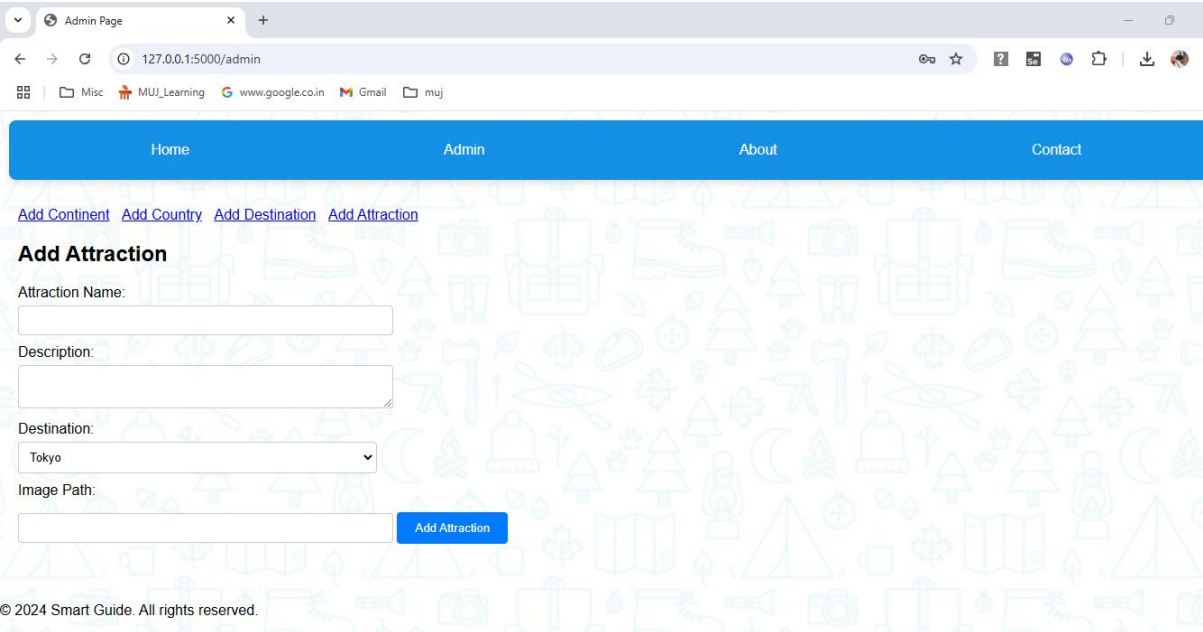 Admin Page
127.0.0.1:5000/admin
Misc MUJ_Learning www.google.co.in Gmail muj
Home Admin About Contact
Add Continent Add Country Add Destination Add Attraction
Add Attraction
Attraction Name:
Description:
Destination:
Tokyo
Image Path:
Add Attraction
© 2024 Smart Guide. All rights reserved.